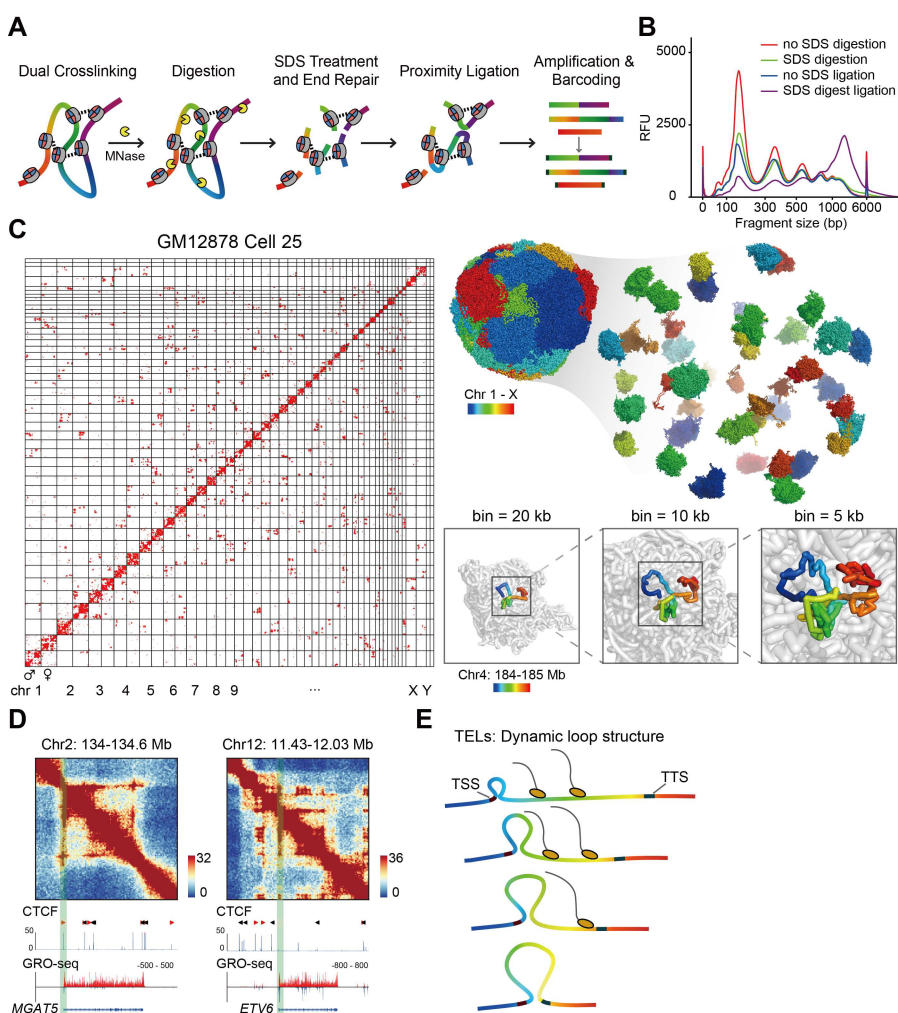 A
Dual Crosslinking
Digestion
SDS Treatment
and End Repair
Proximity Ligation
Amplification &
Barcoding
MNase
B
no SDS digestion
SDS digestion
no SDS ligation
SDS digest ligation
5000
2500
0
RFU
0 100 300 500 1000 6000
Fragment size (bp)
C
GM12878 Cell 25
♂ ♀
chr 1 2 3 4 5 6 7 8 9 ... X Y
Chr 1 - X
bin = 20 kb
bin = 10 kb
bin = 5 kb
Chr4: 184-185 Mb
D
Chr2: 134-134.6 Mb
32
0
CTCF
50
0
GRO-seq
-500 - 500
MGAT5
Chr12: 11.43-12.03 Mb
36
0
CTCF
50
0
GRO-seq
-800 - 800
ETV6
E
TELs: Dynamic loop structure
TSS
TTS